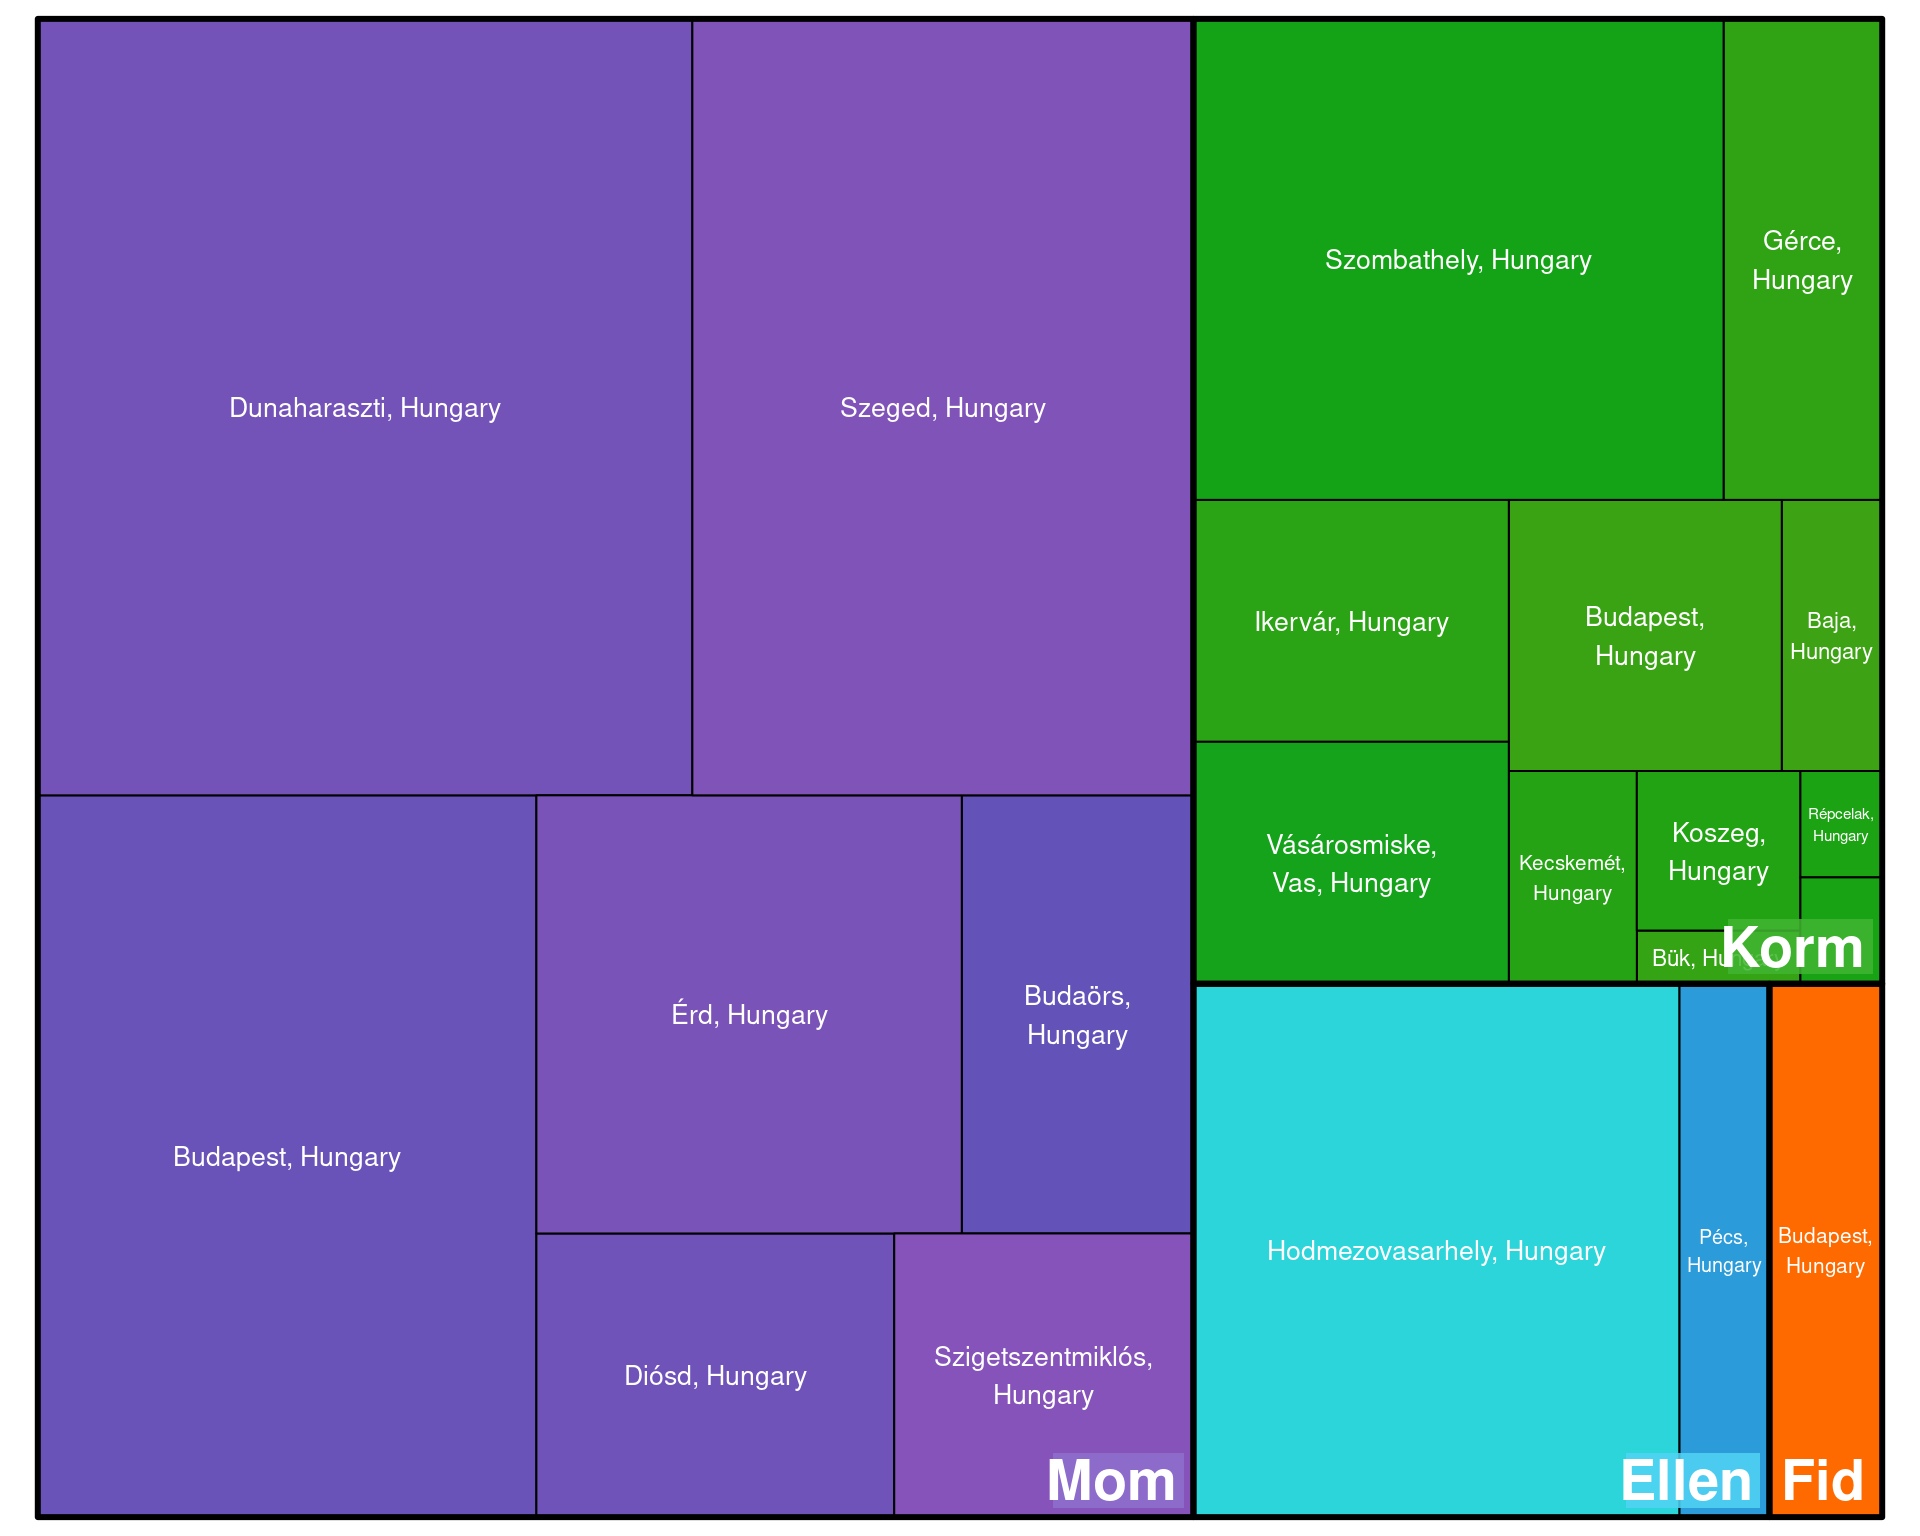 Dunaharaszti, Hungary
Szeged, Hungary
Budapest, Hungary
Érd, Hungary
Budaörs,
Hungary
Diósd, Hungary
Szigetszentmiklós,
Hungary
Mom
Szombathely, Hungary
Gérce,
Hungary
Ikervár, Hungary
Budapest,
Hungary
Baja,
Hungary
Vásárosmiske,
Vas, Hungary
Kecskemét,
Hungary
Koszeg,
Hungary
Répcelak,
Hungary
Bük,
Korm
Hodmezovasarhely, Hungary
Pécs,
Hungary
Ellen
Budapest,
Hungary
Fid